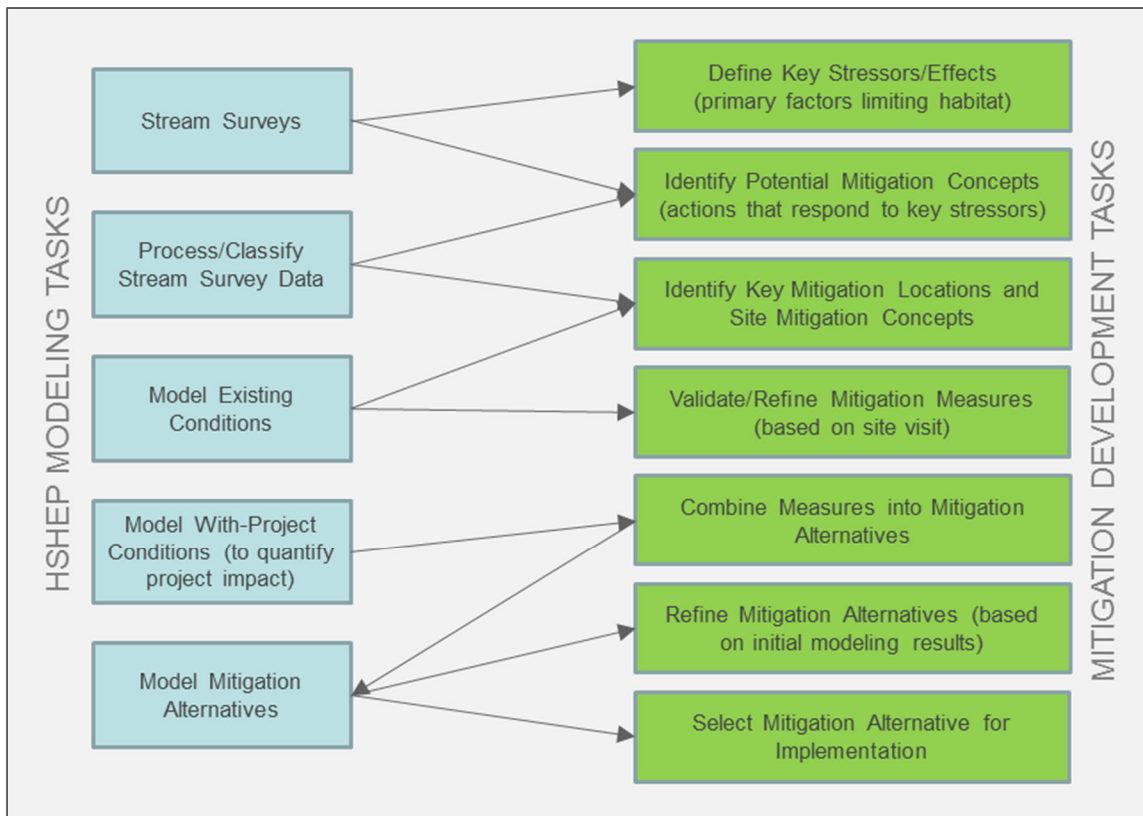 HSHEP MODELING TASKS
Stream Surveys
Process/Classify
Stream Survey Data
Model Existing
Conditions
Model With-Project
Conditions (to quantify
project impact)
Model Mitigation
Alternatives
Define Key Stressors/Effects
(primary factors limiting habitat)
Identify Potential Mitigation Concepts
(actions that respond to key stressors)
Identify Key Mitigation Locations and
Site Mitigation Concepts
Validate/Refine Mitigation Measures
(based on site visit)
Combine Measures into Mitigation
Alternatives
Refine Mitigation Alternatives (based
on initial modeling results)
Select Mitigation Alternative for
Implementation
MITIGATION DEVELOPMENT TASKS